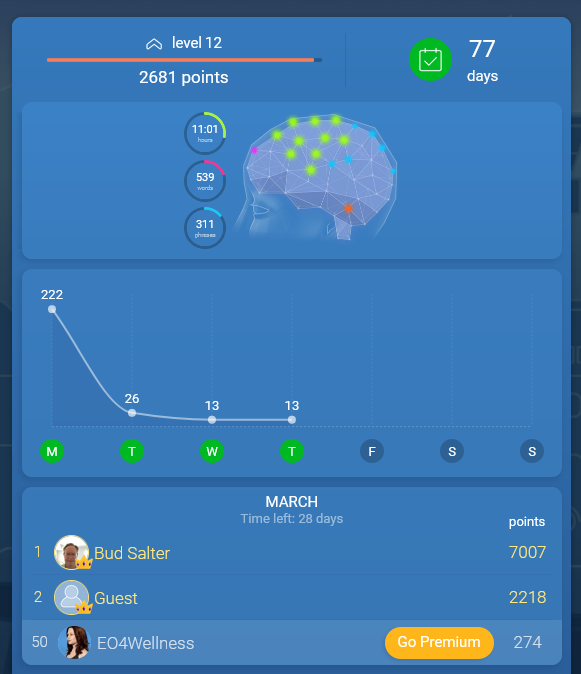 level 12
2681 points
77
days
11:01
hours
539
words
311
phrases
222
26
13
13
M T W T F S S
MARCH
Time left: 28 days
points
1 Bud Salter 7007
2 Guest 2218
50 EO4Wellness Go Premium 274